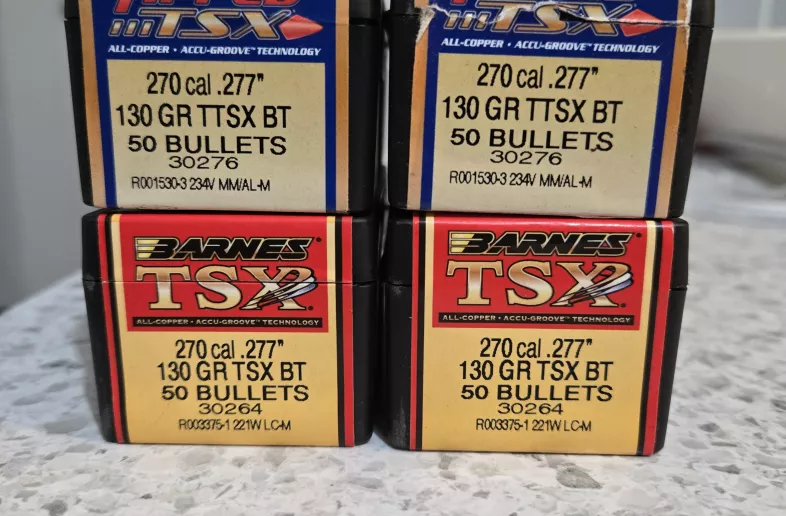 TSX
ALL-COPPER • ACCU-GROOVE™ TECHNOLOGY
270 cal .277"
130 GR TTSX BT
50 BULLETS
30276
R001530-3 234V MM/AL-M
TSX
ALL-COPPER • ACCU-GROOVE™ TECHNOLOGY
270 cal .277"
130 GR TTSX BT
50 BULLETS
30276
R001530-3 234V MM/AL-M
BARNES®
TSX
ALL-COPPER • ACCU-GROOVE™ TECHNOLOGY
270 cal .277"
130 GR TSX BT
50 BULLETS
30264
R003375-1 221W LC-M
BARNES®
TSX
ALL-COPPER • ACCU-GROOVE™ TECHNOLOGY
270 cal .277"
130 GR TSX BT
50 BULLETS
30264
R003375-1 221W LC-M